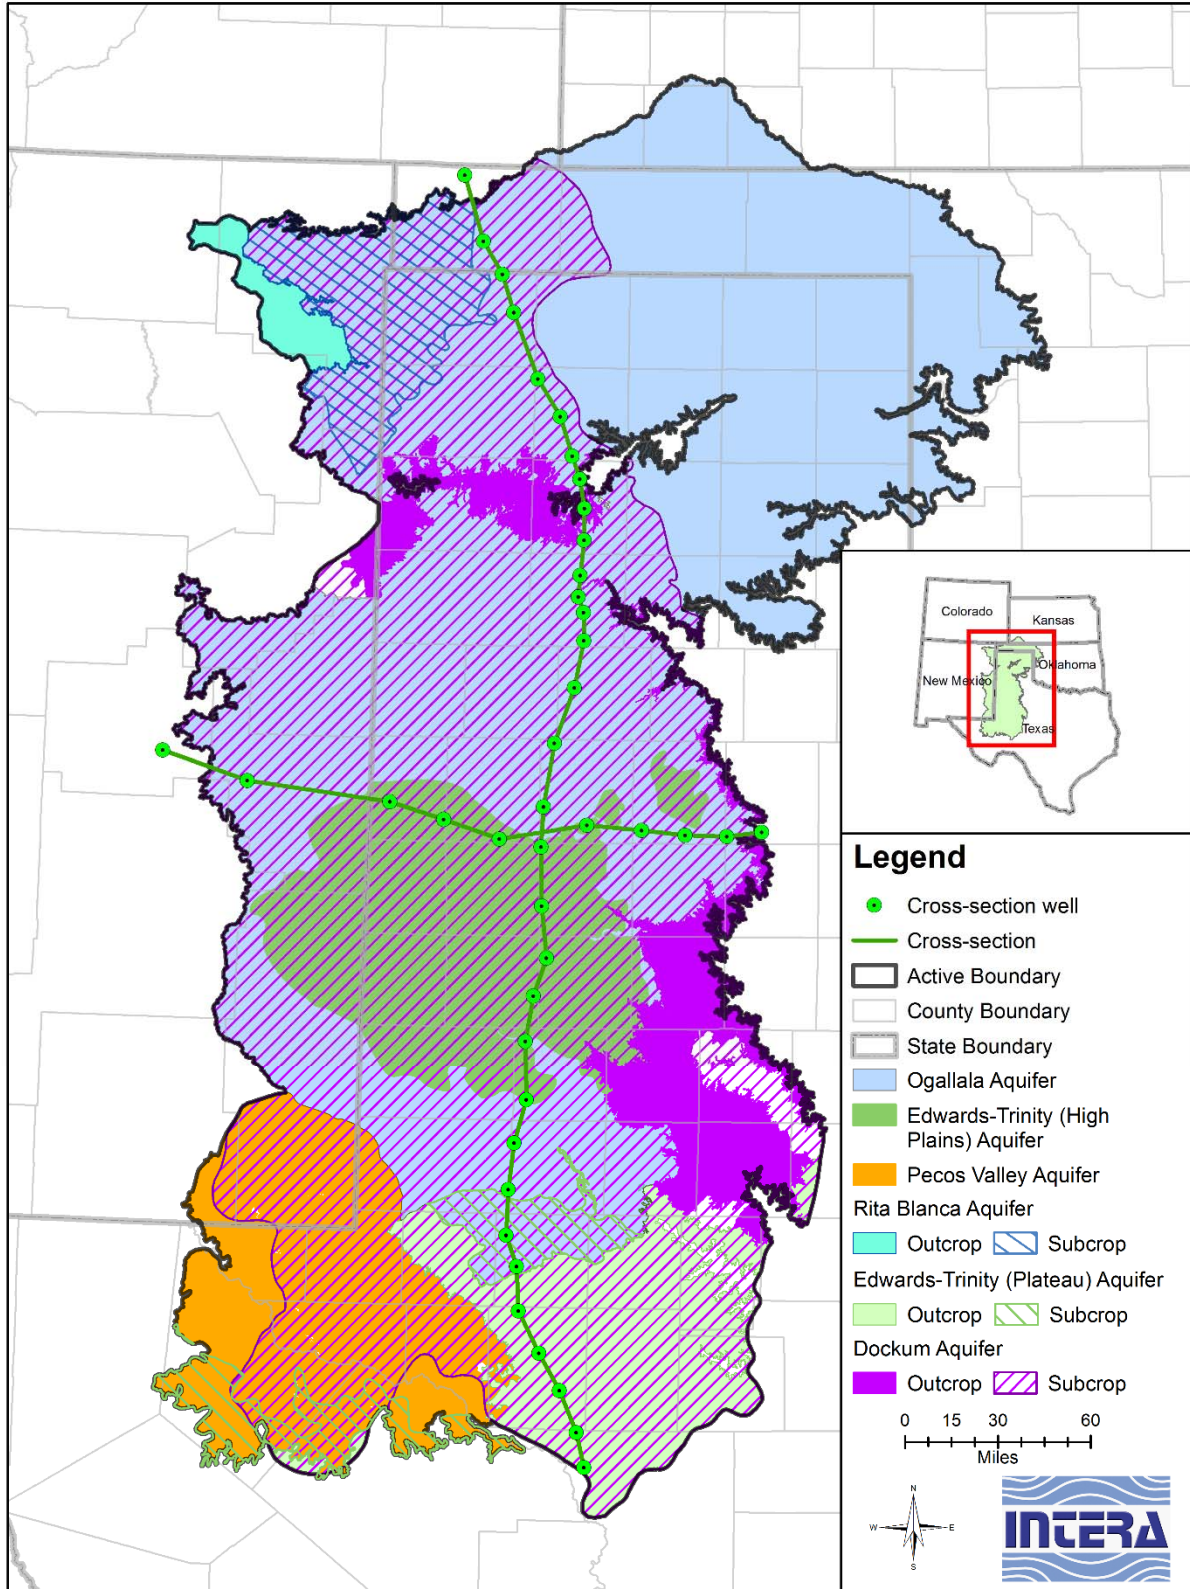 Colorado
Kansas
New Mexico
Oklahoma
Texas
Legend
Cross-section well
Cross-section
Active Boundary
County Boundary
State Boundary
Ogallala Aquifer
Edwards-Trinity (High
Plains) Aquifer
Pecos Valley Aquifer
Rita Blanca Aquifer
Outcrop Subcrop
Edwards-Trinity (Plateau) Aquifer
Outcrop Subcrop
Dockum Aquifer
Outcrop Subcrop
0 15 30 60
Miles
N
W E
S
INTERA